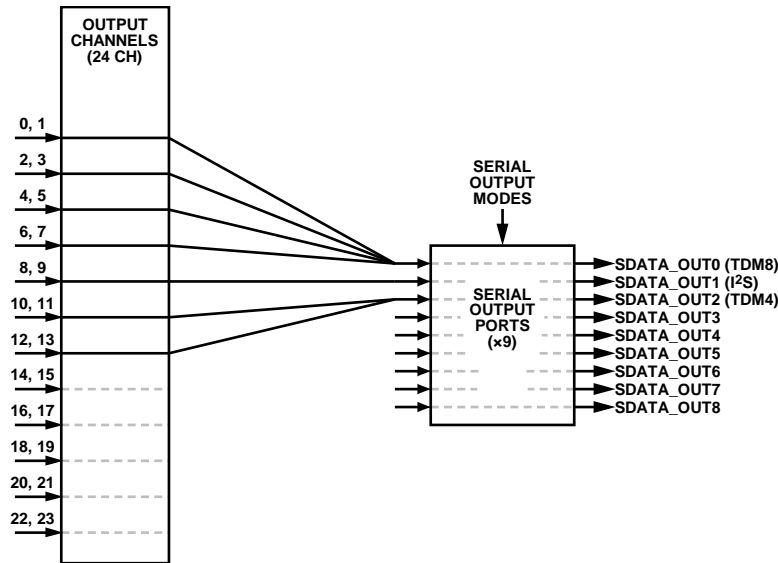 OUTPUT
CHANNELS
(24 CH)
0, 1
2, 3
4, 5
6, 7
8, 9
10, 11
12, 13
14, 15
16, 17
18, 19
20, 21
22, 23
SERIAL
OUTPUT
MODES
SERIAL
OUTPUT
PORTS
(×9)
SDATA_OUT0 (TDM8)
SDATA_OUT1 (I²S)
SDATA_OUT2 (TDM4)
SDATA_OUT3
SDATA_OUT4
SDATA_OUT5
SDATA_OUT6
SDATA_OUT7
SDATA_OUT8